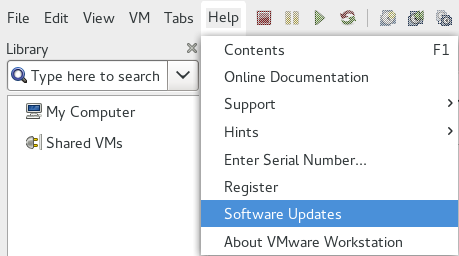 File Edit View VM Tabs Help
Library
Type here to search
My Computer
Shared VMs
Contents F1
Online Documentation
Support
Hints
Enter Serial Number...
Register
Software Updates
About VMware Workstation